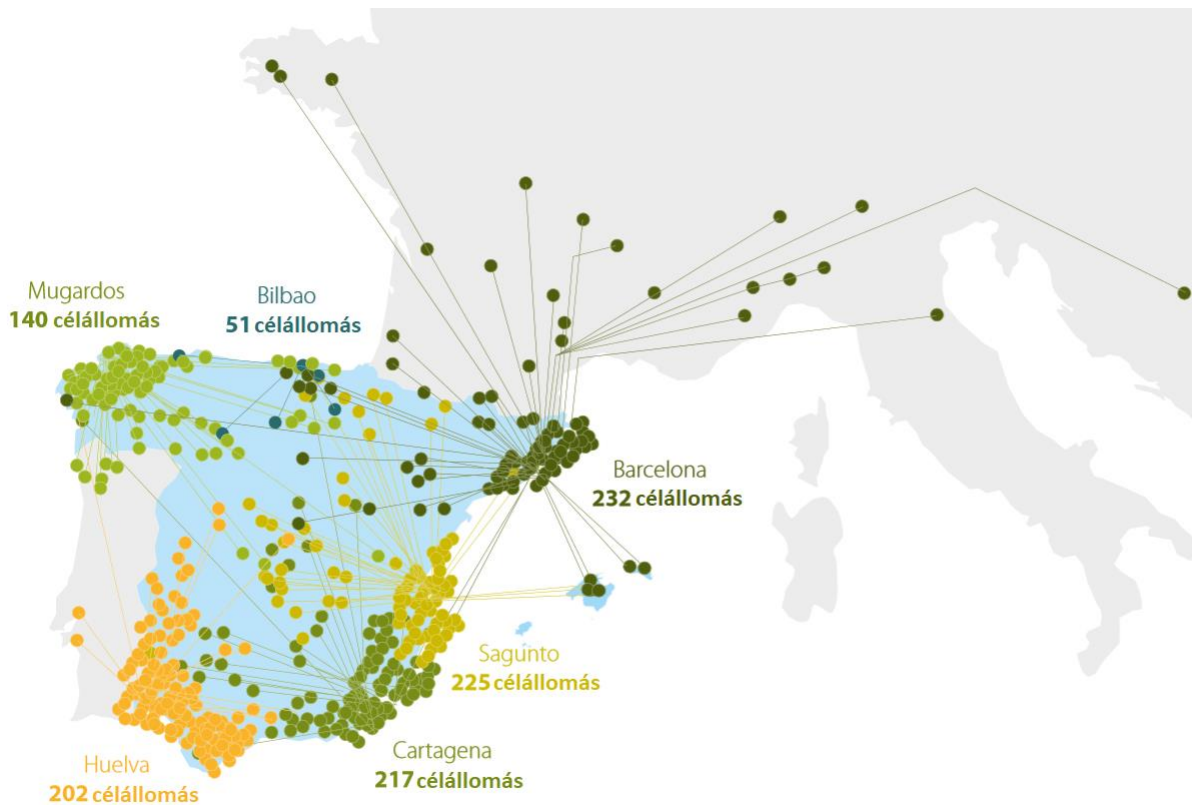 Mugardos
140 célállomás
Bilbao
51 célállomás
Barcelona
232 célállomás
Sagunto
225 célállomás
Cartagena
217 célállomás
Huelva
202 célállomás